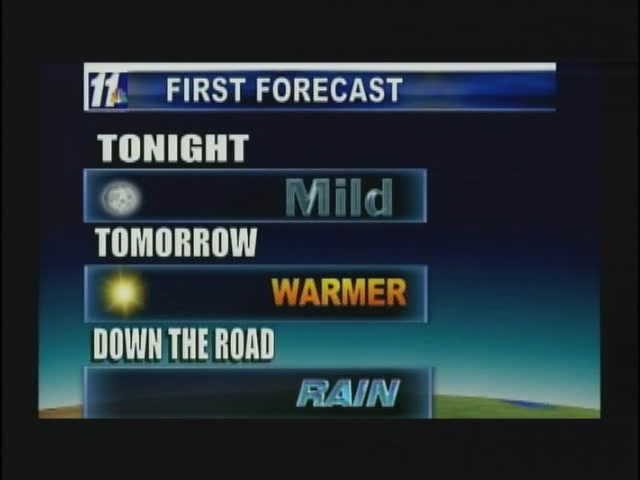 11 FIRST FORECAST
TONIGHT
Mild
TOMORROW
WARMER
DOWN THE ROAD
RAIN